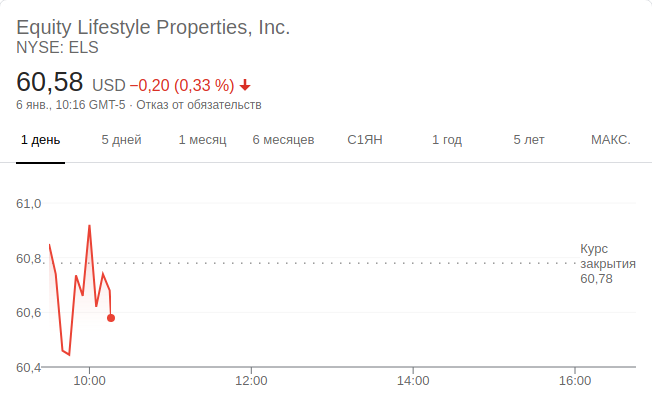 Equity Lifestyle Properties, Inc.
NYSE: ELS
60,58 USD −0,20 (0,33 %)
6 янв., 10:16 GMT-5 · Отказ от обязательств
1 день 5 дней 1 месяц 6 месяцев С1ЯН 1 год 5 лет МАКС.
61,0
60,8
60,6
60,4
Курс
закрытия
60,78
10:00 12:00 14:00 16:00